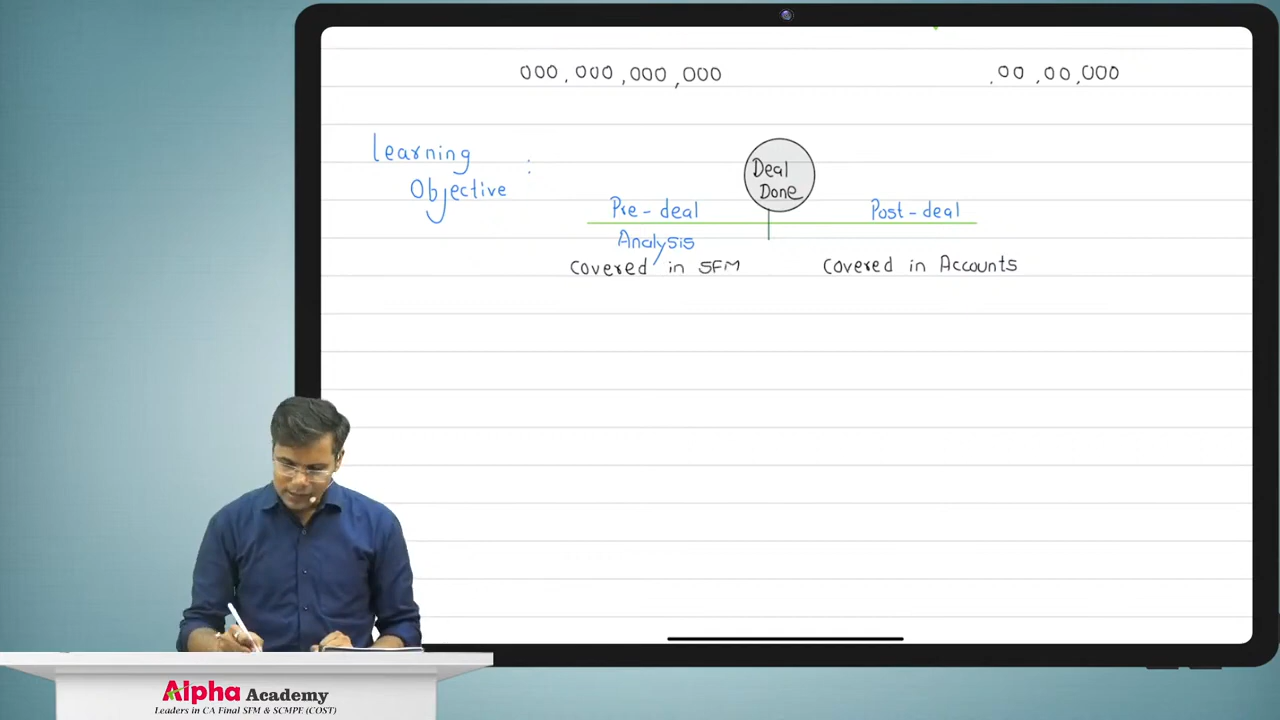 000,000,000,000 ,00,00,000
Learning
Objective :
Deal
Done
Pre-deal Post-deal
Analysis
Covered in SFM Covered in Accounts
Alpha Academy
Leaders in CA Final SFM & SCMPE (COST)